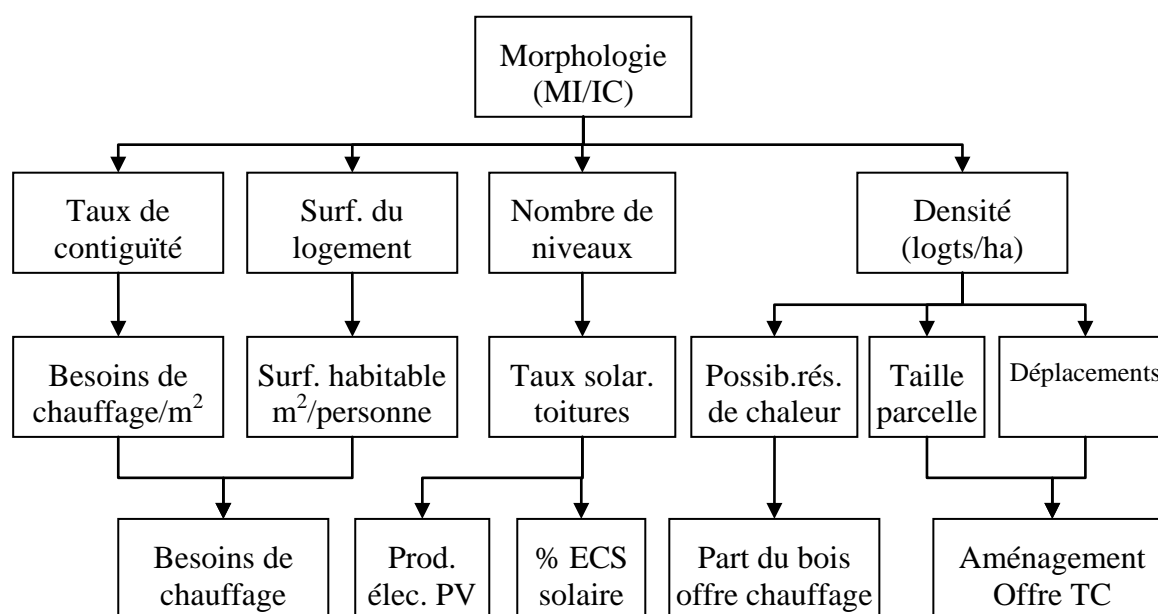 Morphologie
(MI/IC)
Taux de
contiguïté
Surf. du
logement
Nombre de
niveaux
Densité
(logts/ha)
Besoins de
chauffage/m²
Surf. habitable
m²/personne
Taux solar.
toitures
Possib.rés.
de chaleur
Taille
parcelle
Déplacements
Besoins de
chauffage
Prod.
élec. PV
% ECS
solaire
Part du bois
offre chauffage
Aménagement
Offre TC